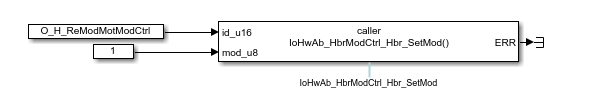 O_H_ReModMotModCtrl
1
id_u16
mod_u8
caller
IoHwAb_HbrModCtrl_Hbr_SetMod()
ERR
IoHwAb_HbrModCtrl_Hbr_SetMod